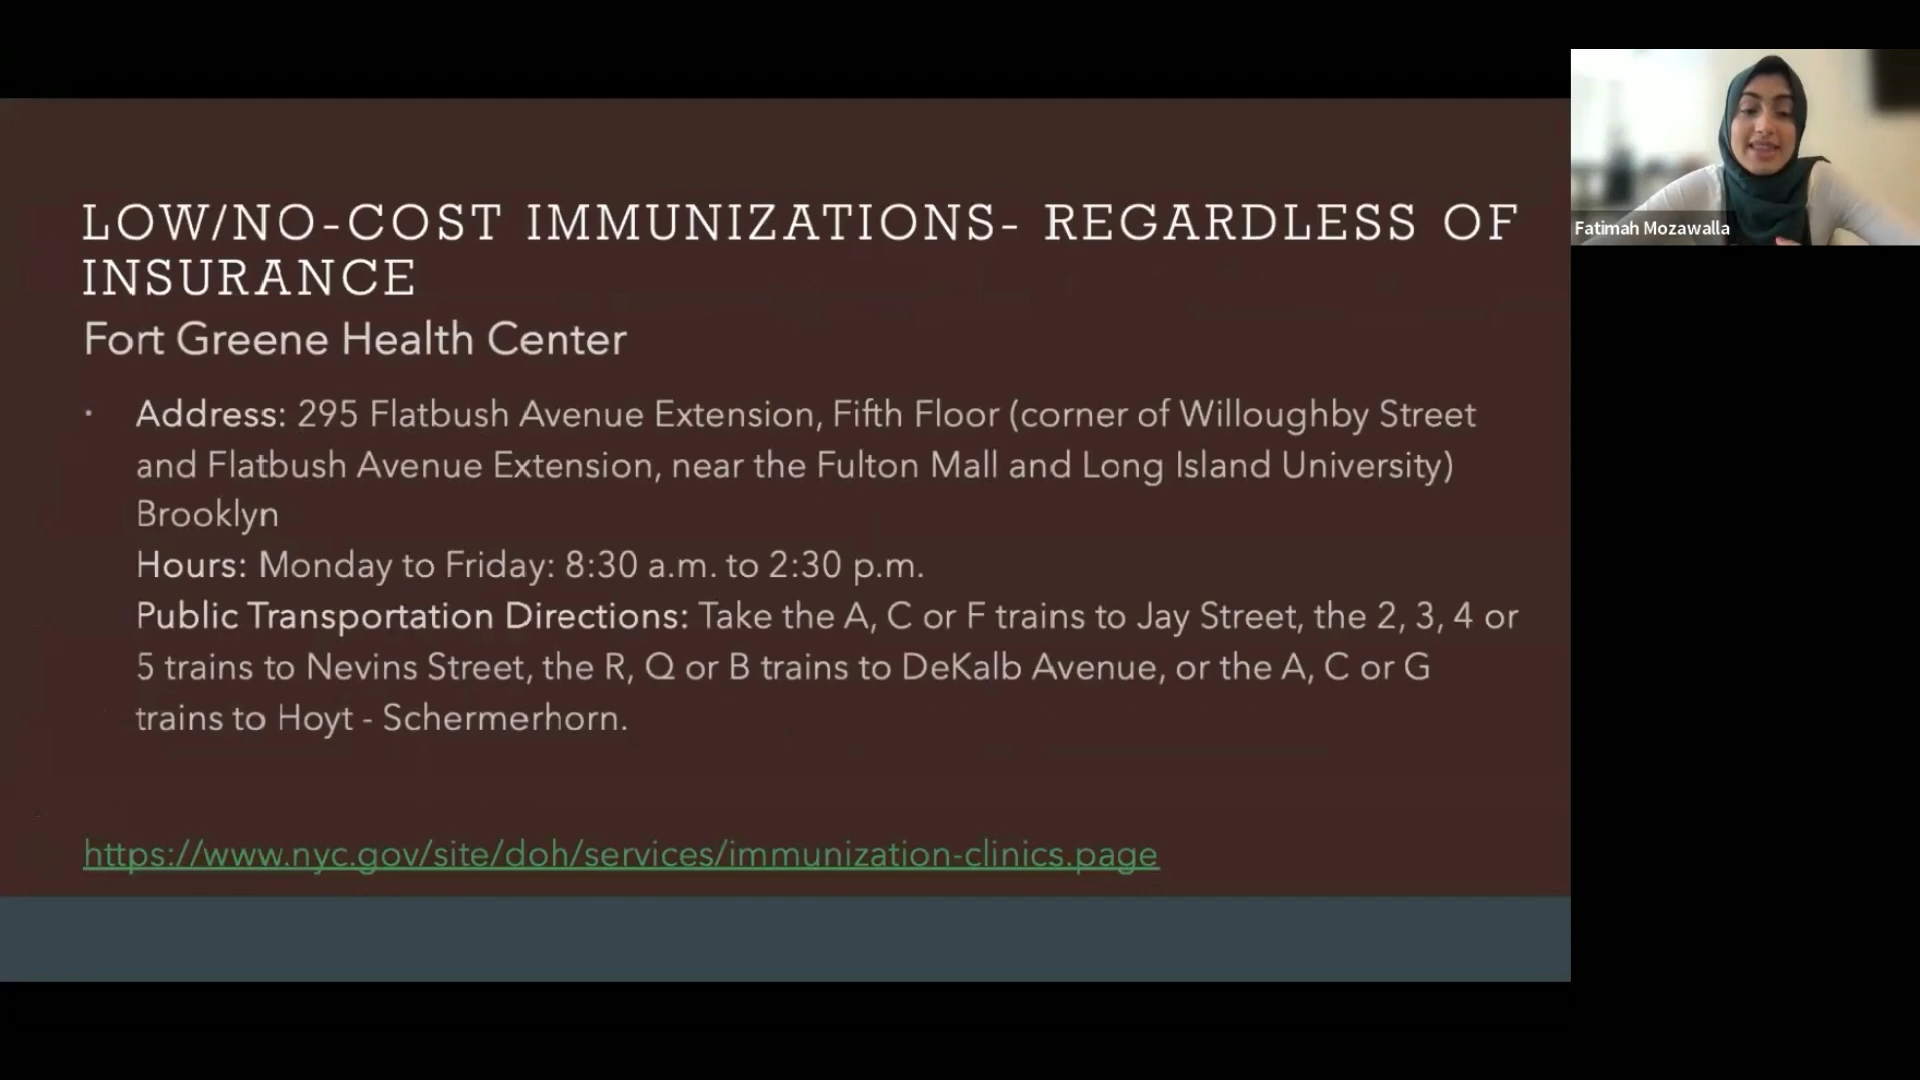 LOW/NO-COST IMMUNIZATIONS- REGARDLESS OF
INSURANCE
Fort Greene Health Center
· Address: 295 Flatbush Avenue Extension, Fifth Floor (corner of Willoughby Street
and Flatbush Avenue Extension, near the Fulton Mall and Long Island University)
Brooklyn
Hours: Monday to Friday: 8:30 a.m. to 2:30 p.m.
Public Transportation Directions: Take the A, C or F trains to Jay Street, the 2, 3, 4 or
5 trains to Nevins Street, the R, Q or B trains to DeKalb Avenue, or the A, C or G
trains to Hoyt - Schermerhorn.
https://www.nyc.gov/site/doh/services/immunization-clinics.page
Fatimah Mozawalla